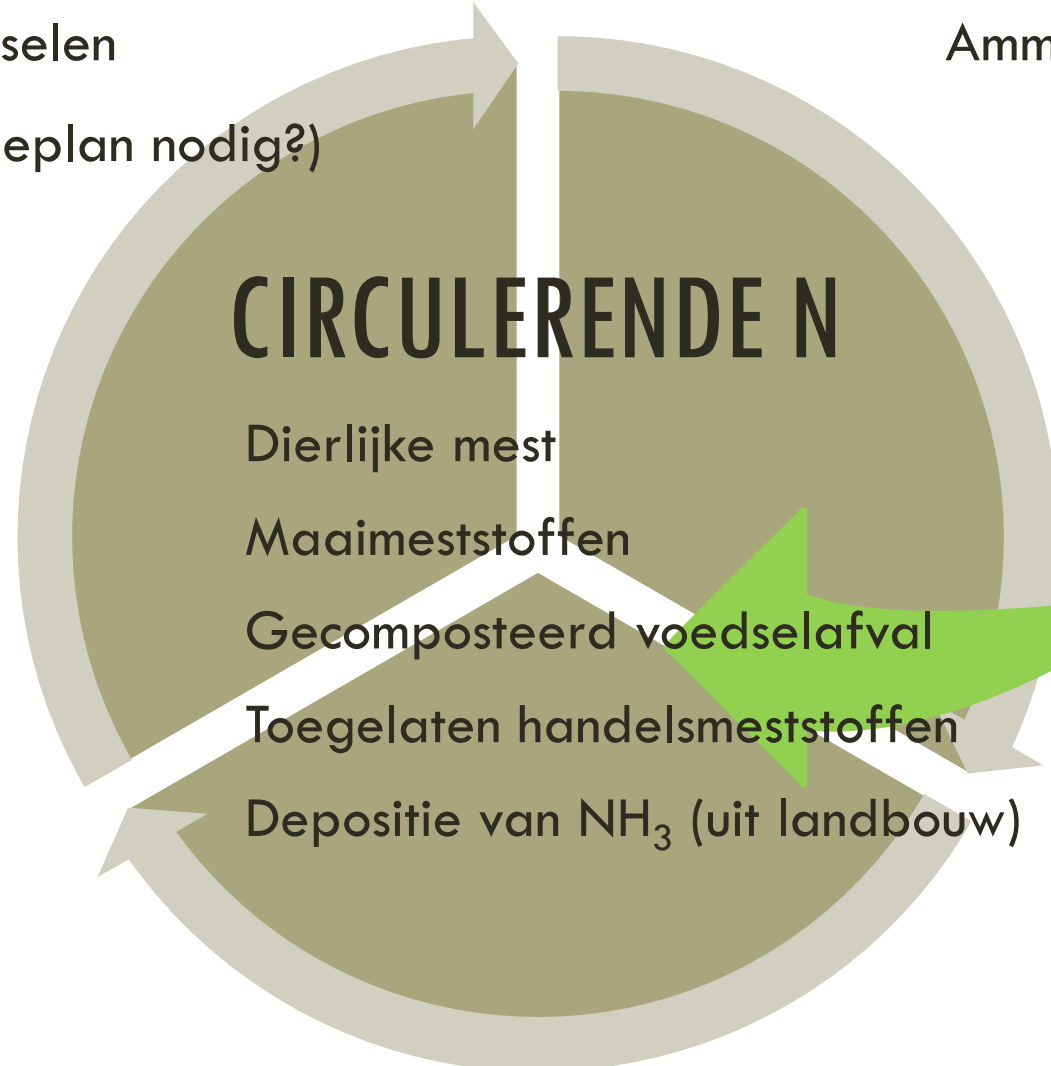 selen
Amm
eplan nodig?)
CIRCULERENDE N
Dierlijke mest
Maaimeststoffen
Gecomposteerd voedselafval
Toegelaten handelsmeststoffen
Depositie van NH₃ (uit landbouw)